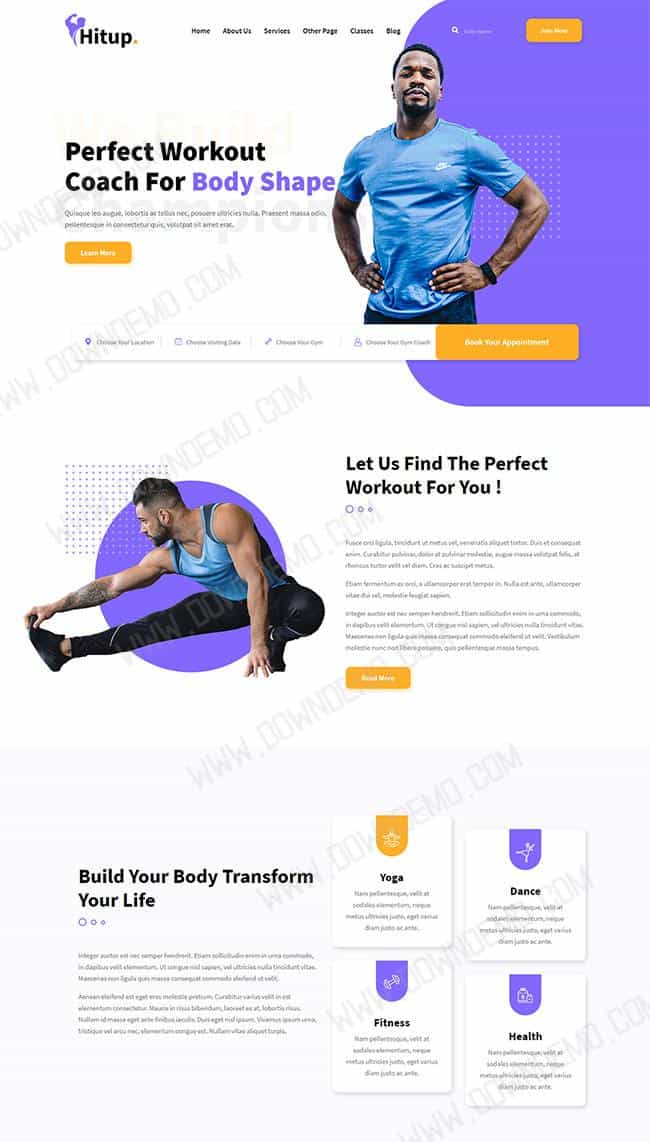 Hitup.
Home About Us Services Other Page Classes Blog
Join Now
We Build
Champion
Perfect Workout
Coach For Body Shape
Quisque leo augue, lobortis ac tellus nec, posuere ultricies nulla. Praesent massa odio,
pellentesque in consectetur quis, volutpat sit amet erat.
Learn More
Choose Your Location Choose Visiting Date Choose Your Gym Choose Your Gym Coach Book Your Appointment
Let Us Find The Perfect
Workout For You !
Fusce orci ligula, tincidunt ut metus vel, venenatis aliquet tortor. Duis et consequat
enim. Curabitur pulvinar, dolor at pulvinar molestie, augue massa volutpat felis, at
rhoncus tortor velit vel diam. Cras ac suscipit metus.
Etiam fermentum ex orci, a ullamcorper erat tempor in. Nulla est ante, ullamcorper
vitae dui vel, molestie feugiat sapien.
Integer auctor est nec semper hendrerit. Etiam sollicitudin enim in urna commodo,
in dapibus velit elementum. Ut congue nisl sapien, vel ultricies nulla tincidunt vitae.
Maecenas non ligula quis massa consequat commodo eleifend ut velit. Vestibulum
molestie nunc not libero posuere, quis pellentesque massa tempus.
Read More
Build Your Body Transform
Your Life
Integer auctor est nec semper hendrerit. Etiam sollicitudin enim in urna commodo,
in dapibus velit elementum. Ut congue nisl sapien, vel ultricies nulla tincidunt vitae.
Maecenas non ligula quis massa consequat commodo eleifend ut velit.
Aenean eleifend est eget eros molestie pretium. Curabitur varius velit in est
elementum consectetur. Mauris in risus bibendum, laoreet ex at, lobortis risus.
Nullam id massa eget ante finibus iaculis. Duis eget nisl ipsum. Vivamus ipsum urna,
tristique vel arcu nec, elementum congue est. Nullam vitae aliquet turpis.
Yoga
Nam pellentesque, velit at
sodales elementum, neque
metus ultricies justo, eget varius
diam justo ac ante.
Dance
Nam pellentesque, velit at
sodales elementum, neque
metus ultricies justo, eget varius
diam justo ac ante.
Fitness
Nam pellentesque, velit at
sodales elementum, neque
metus ultricies justo, eget varius
diam justo ac ante.
Health
Nam pellentesque, velit at
sodales elementum, neque
metus ultricies justo, eget varius
diam justo ac ante.
WWW.DOWNDEMO.COM